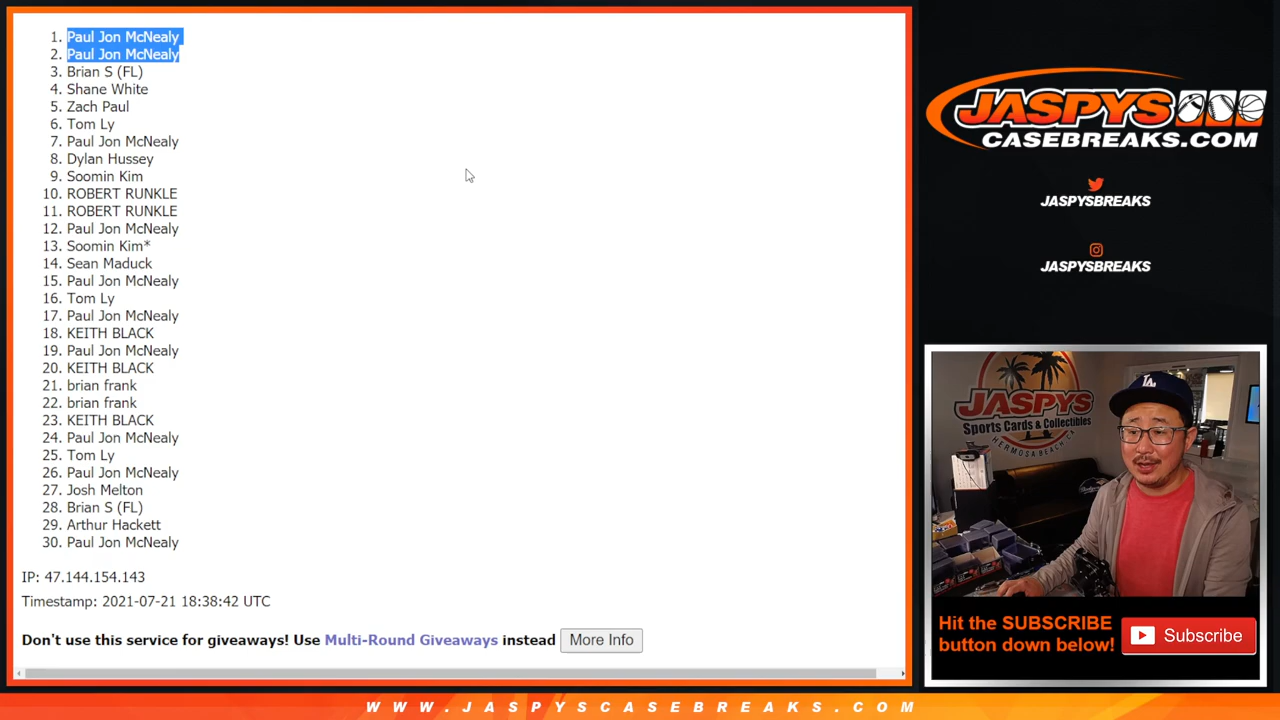 1. Paul Jon McNealy
2. Paul Jon McNealy
3. Brian S (FL)
4. Shane White
5. Zach Paul
6. Tom Ly
7. Paul Jon McNealy
8. Dylan Hussey
9. Soomin Kim
10. ROBERT RUNKLE
11. ROBERT RUNKLE
12. Paul Jon McNealy
13. Soomin Kim*
14. Sean Maduck
15. Paul Jon McNealy
16. Tom Ly
17. Paul Jon McNealy
18. KEITH BLACK
19. Paul Jon McNealy
20. KEITH BLACK
21. brian frank
22. brian frank
23. KEITH BLACK
24. Paul Jon McNealy
25. Tom Ly
26. Paul Jon McNealy
27. Josh Melton
28. Brian S (FL)
29. Arthur Hackett
30. Paul Jon McNealy
IP: 47.144.154.143
Timestamp: 2021-07-21 18:38:42 UTC
Don't use this service for giveaways! Use Multi-Round Giveaways instead More Info
JASPYS
CASEBREAKS.COM
JASPYSBREAKS
JASPYSBREAKS
JASPYS
Sports Cards & Collectibles
HERMOSA BEACH CA
LA
Hit the SUBSCRIBE
button down below!
Subscribe
WWW.JASPYSCASEBREAKS.COM